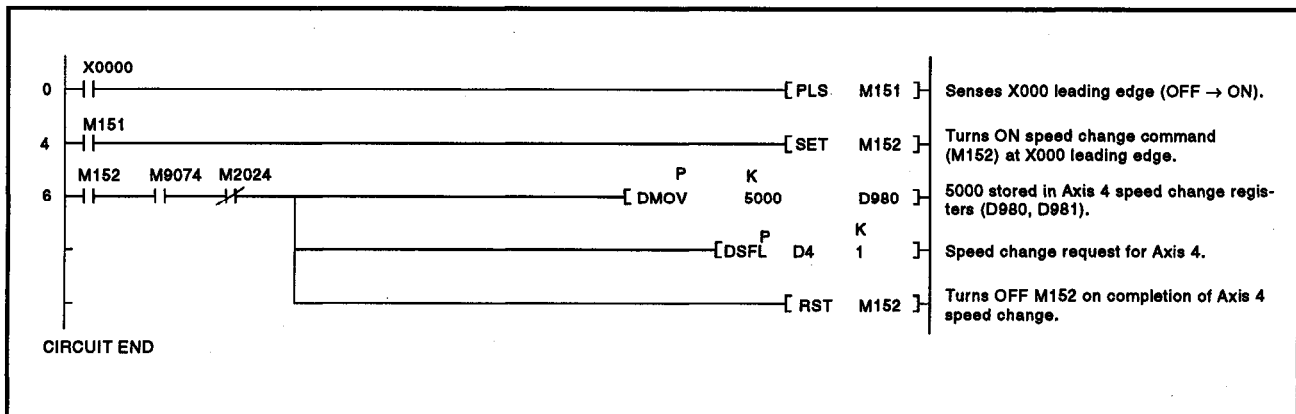 X0000
0 [ PLS M151 ] Senses X000 leading edge (OFF → ON).
M151
4 [ SET M152 ] Turns ON speed change command
(M152) at X000 leading edge.
M152 M9074 M2024 P K
6 [ DMOV 5000 D980 ] 5000 stored in Axis 4 speed change regis-
ters (D980, D981).
P K
[ DSFL D4 1 ] Speed change request for Axis 4.
[ RST M152 ] Turns OFF M152 on completion of Axis 4
speed change.
CIRCUIT END